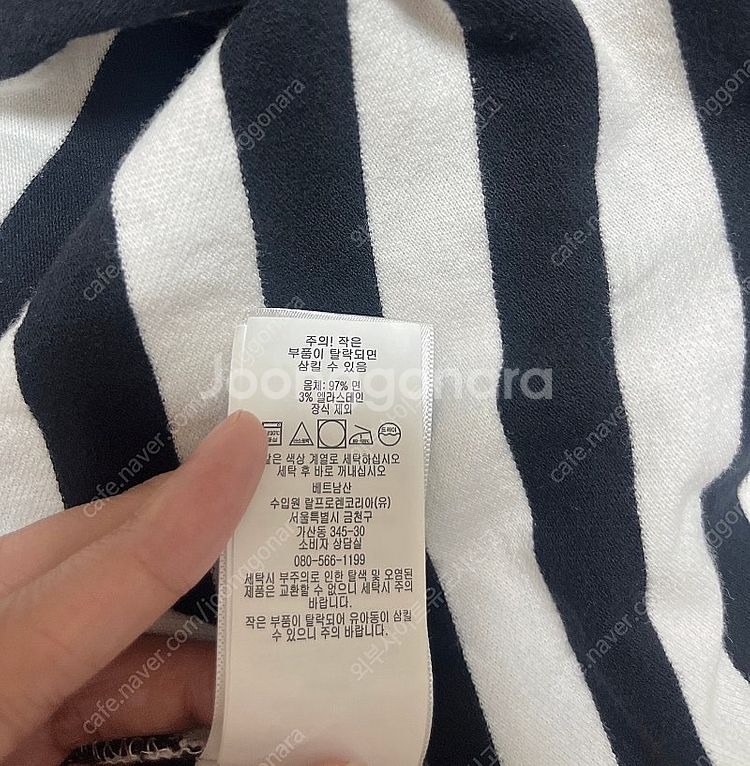 주의! 작은
부품이 탈락되면
삼킬 수 있음
Joonggonara
몸체: 97% 면
3% 엘라스테인
장식 제외
드라이
같은 색상 계열로 세탁하십시오
세탁 후 바로 꺼내십시오
베트남산
수입원 랄프로렌코리아(유)
서울특별시 금천구
가산동 345-30
소비자 상담실
080-566-1199
세탁시 부주의로 인한 탈색 및 오염된
제품은 교환할 수 없으니 세탁시 주의
바랍니다.
작은 부품이 탈락되어 유아동이 삼킬
수 있으니 주의 바랍니다.
cafe.naver.com/joonggonara